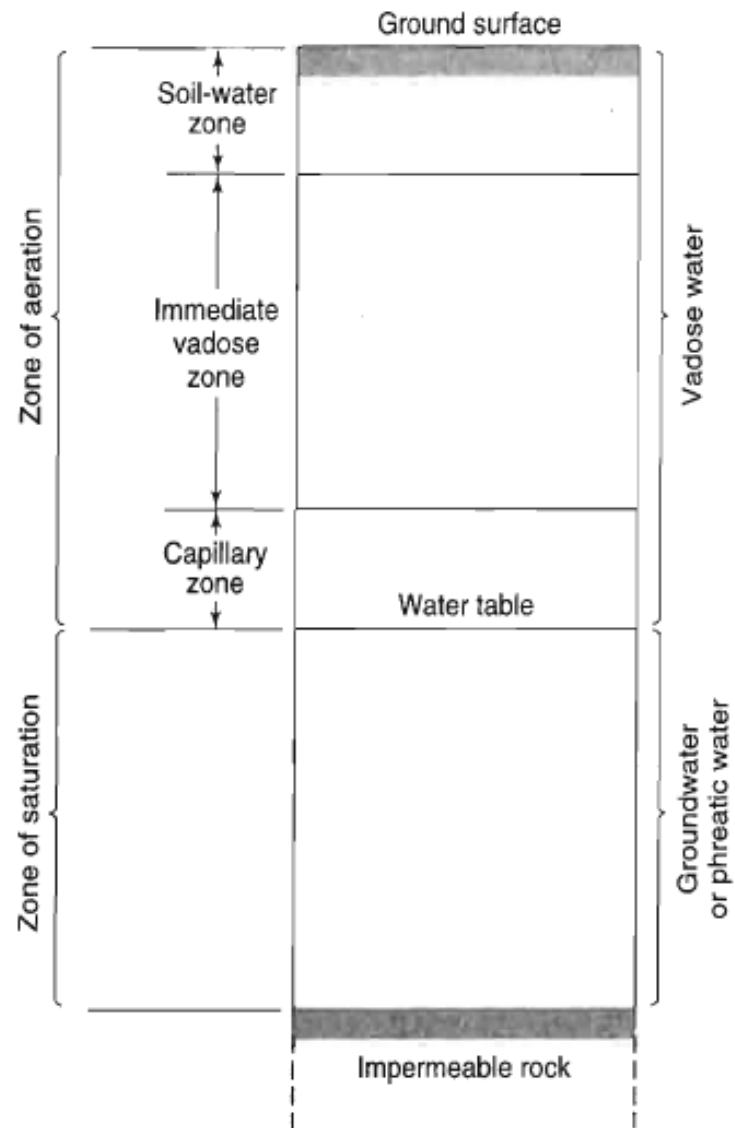 Ground surface
Soil-water
zone
Zone of aeration
Immediate
vadose
zone
Vadose water
Capillary
zone
Water table
Zone of saturation
Groundwater
or phreatic water
Impermeable rock